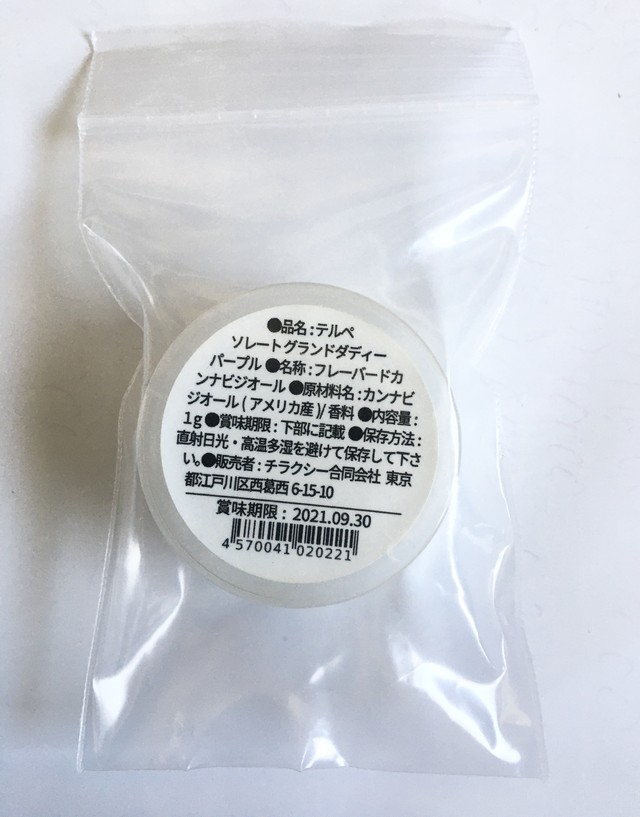 ●品名：テルペ
ソレート グランドダディー
パープル ●名称：フレーバードカ
ンナビジオール ●原材料名：カンナビ
ジオール ( アメリカ産 )/ 香料 ●内容量：
1g ●賞味期限：下部に記載 ●保存方法：
直射日光・高温多湿を避けて保存して下さ
い。●販売者：チラクシー合同会社 東京
都江戸川区西葛西 6-15-10
賞味期限： 2021.09.30
4 570041 020221